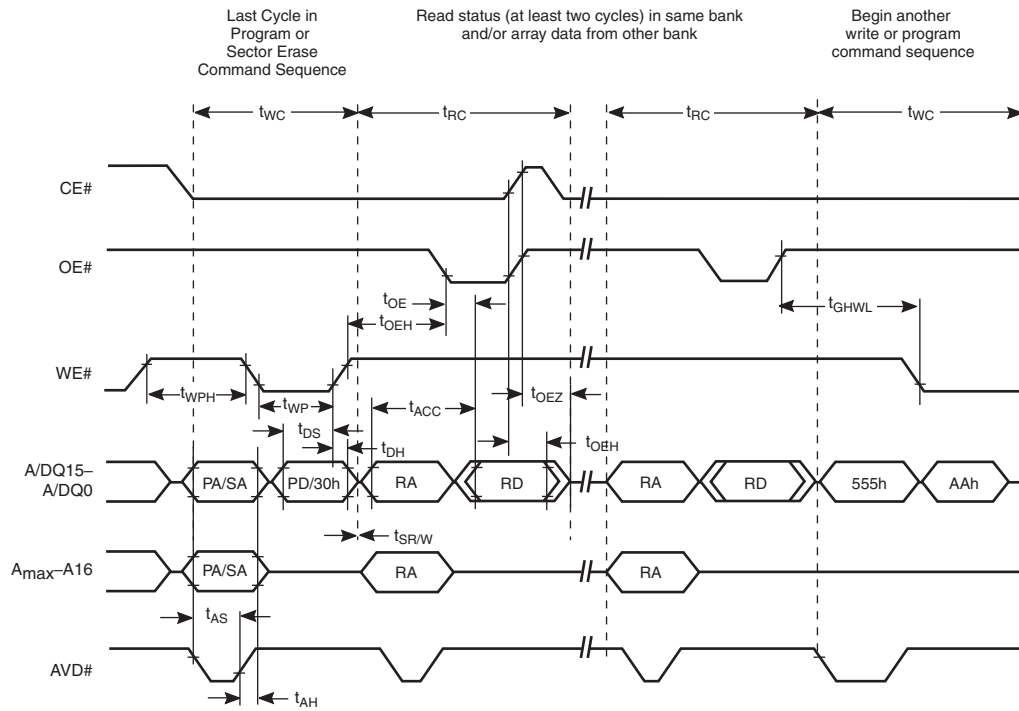 Last Cycle in
Program or
Sector Erase
Command Sequence
Read status (at least two cycles) in same bank
and/or array data from other bank
Begin another
write or program
command sequence
tWC
tRC
tRC
tWC
CE#
OE#
tOE
tOEH
tGHWL
WE#
tWPH
tWP
tACC
tOEZ
tDS
tDH
tOEH
A/DQ15–
A/DQ0
PA/SA
PD/30h
RA
RD
RA
RD
555h
AAh
tSR/W
Amax–A16
PA/SA
RA
RA
tAS
AVD#
tAH